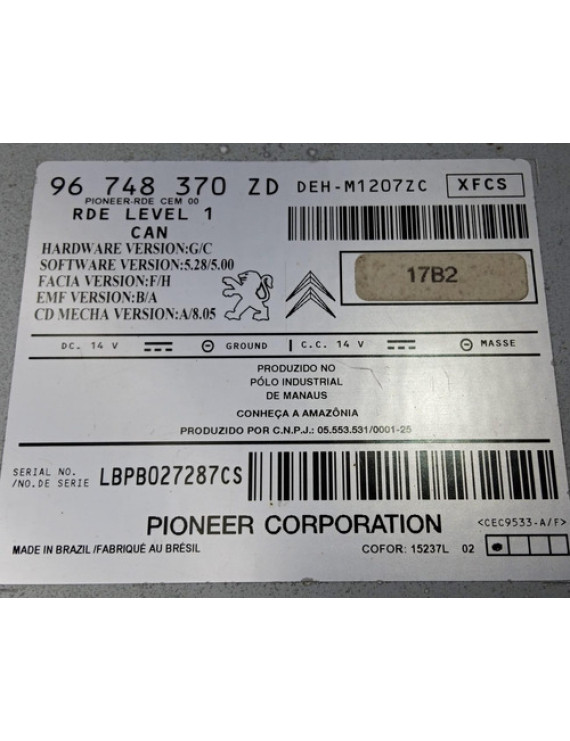 96 748 370 ZD DEH-M1207ZC XFCS
PIONEER-RDE CEM 00
RDE LEVEL 1
CAN
HARDWARE VERSION:G/C
SOFTWARE VERSION:5.28/5.00
FACIA VERSION:F/H
EMF VERSION:B/A
CD MECHA VERSION:A/8.05
17B2
DC. 14 V GROUND | C.C. 14 V MASSE
PRODUZIDO NO
PÓLO INDUSTRIAL
DE MANAUS
CONHEÇA A AMAZÔNIA
PRODUZIDO POR C.N.P.J.: 05.553.531/0001-25
SERIAL NO.
/NO.DE SERIE LBPB027287CS
PIONEER CORPORATION <CEC9533-A/F>
MADE IN BRAZIL /FABRIQUÉ AU BRÉSIL COFOR: 15237L 02